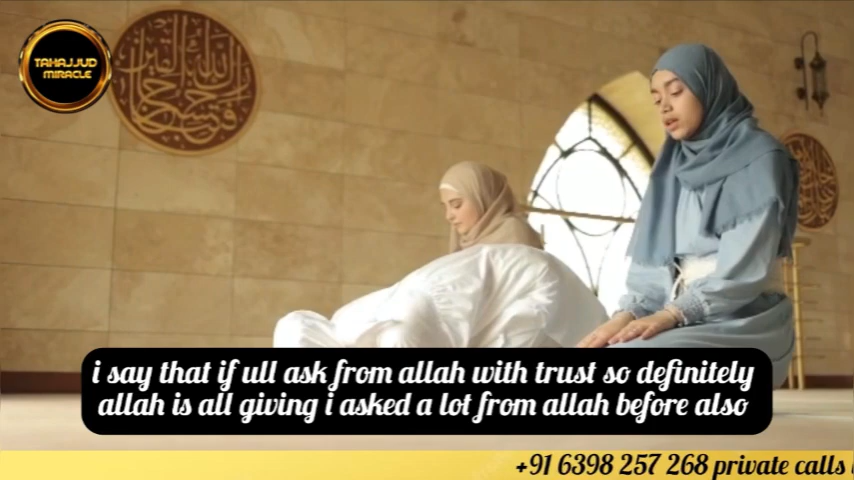 TAHAJJUD
MIRACLE
i say that if ull ask from allah with trust so definitely
allah is all giving i asked a lot from allah before also
+91 6398 257 268 private calls